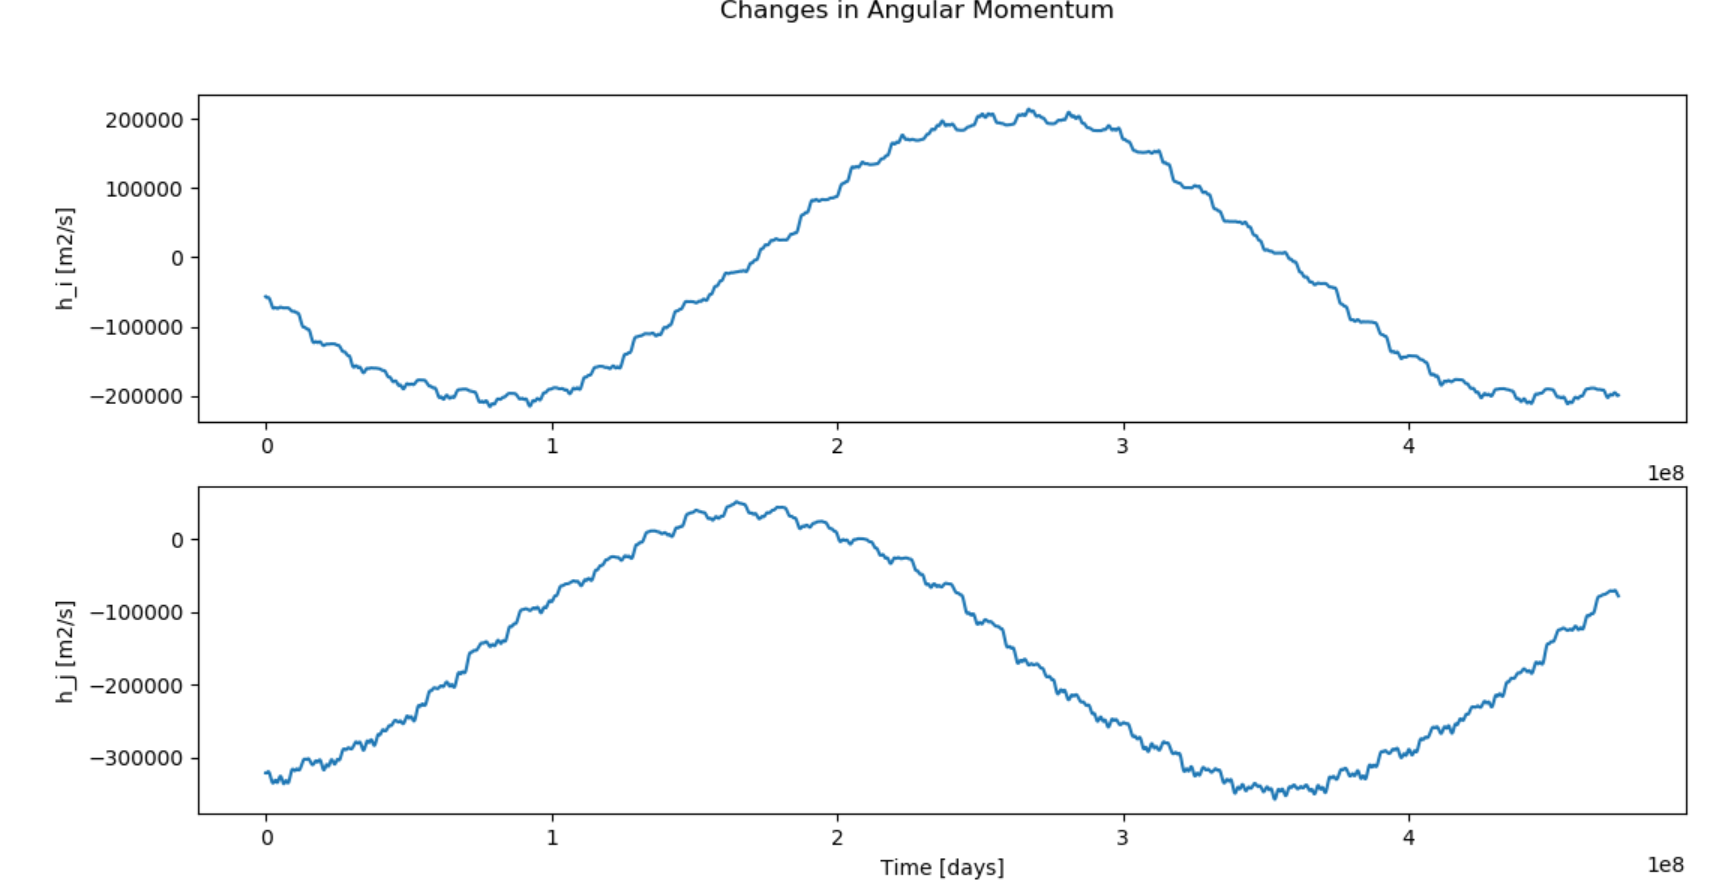 Changes in Angular Momentum
h_i [m2/s]
200000
100000
0
−100000
−200000
0 1 2 3 4
1e8
h_j [m2/s]
0
−100000
−200000
−300000
0 1 2 3 4
Time [days]
1e8